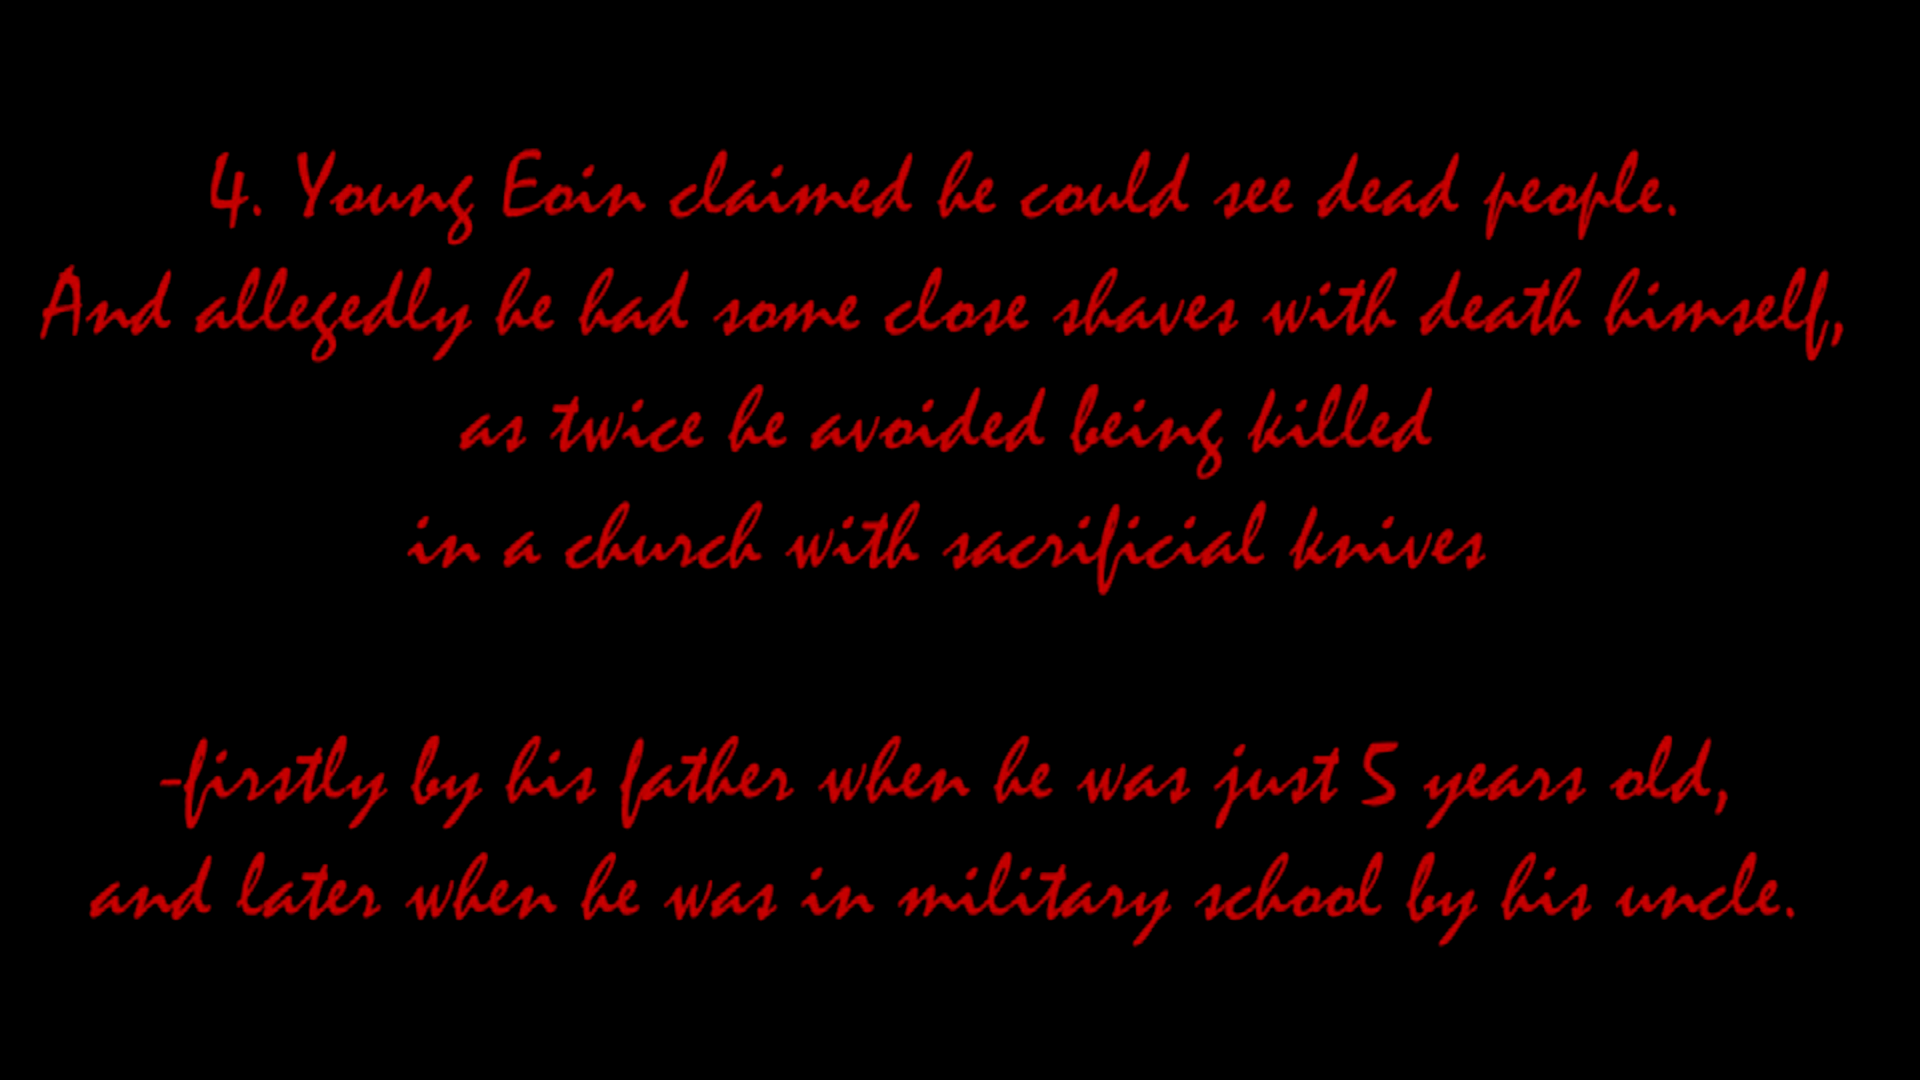 4. Young Eoin claimed he could see dead people.
And allegedly he had some close shaves with death himself,
as twice he avoided being killed
in a church with sacrificial knives
-firstly by his father when he was just 5 years old,
and later when he was in military school by his uncle.